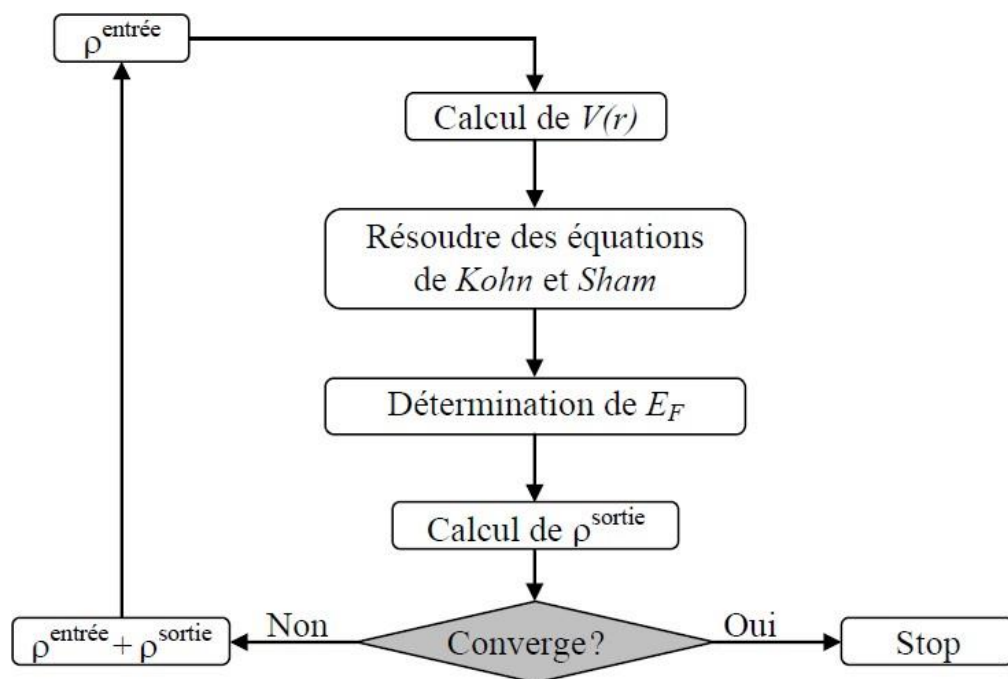 ρ^entrée
Calcul de V(r)
Résoudre des équations
de Kohn et Sham
Détermination de E_F
Calcul de ρ^sortie
Converge?
Non
Oui
ρ^entrée + ρ^sortie
Stop